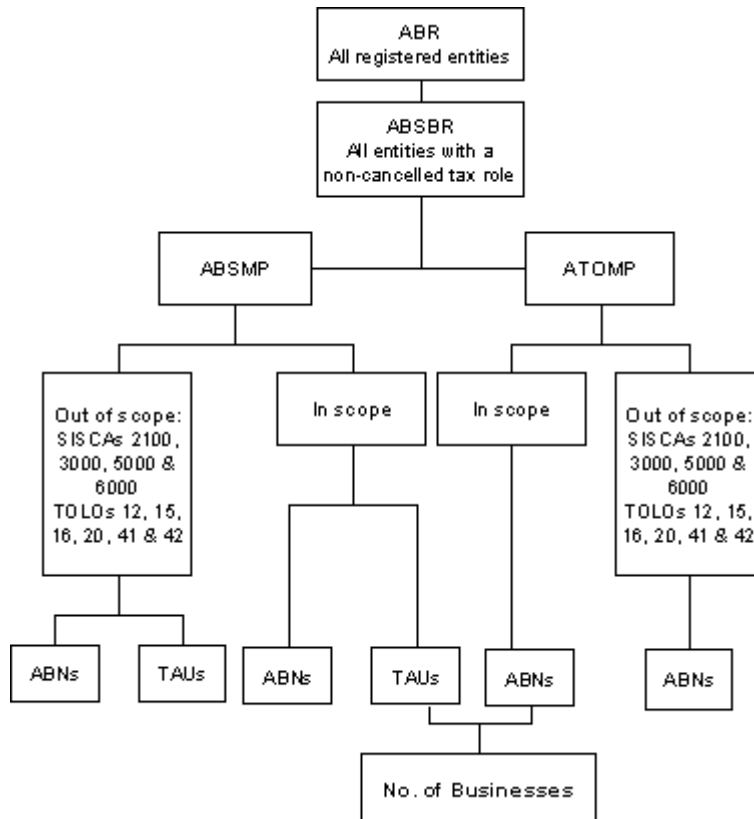 ABR
All registered entities
ABSBR
All entities with a
non-cancelled tax role
ABSMP
ATOMP
Out of scope:
SISCAs 2100,
3000, 5000 &
6000
TOLOs 12, 15,
16, 20, 41 & 42
In scope
In scope
Out of scope:
SISCAs 2100,
3000, 5000 &
6000
TOLOs 12, 15,
16, 20, 41 & 42
ABNs
TAUs
ABNs
TAUs
ABNs
ABNs
No. of Businesses